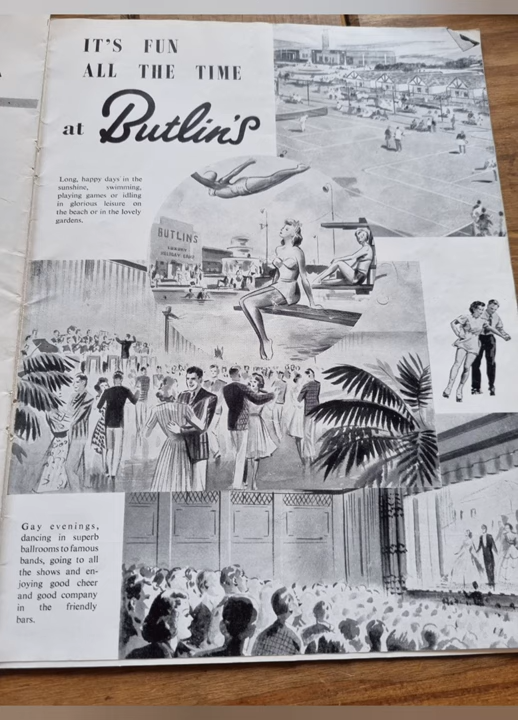 IT'S FUN
ALL THE TIME
at Butlin's
Long, happy days in the
sunshine, swimming,
playing games or idling
in glorious leisure on
the beach or in the lovely
gardens.
BUTLINS
LUXURY
HOLIDAY CAMP
Gay evenings,
dancing in superb
ballrooms to famous
bands, going to all
the shows and en-
joying good cheer
and good company
in the friendly
bars.